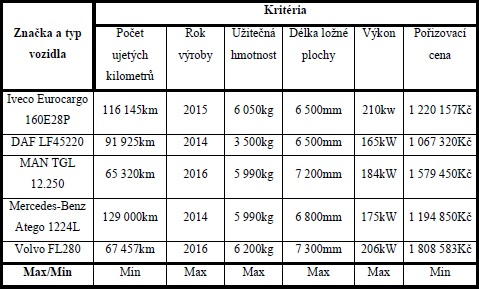 Kritéria
Značka a typ vozidla
Počet ujetých kilometrů
Rok výroby
Užitečná hmotnost
Délka ložné plochy
Výkon
Pořizovací cena
Iveco Eurocargo 160E28P 116 145km 2015 6 050kg 6 500mm 210kw 1 220 157Kč
DAF LF45220 91 925km 2014 3 500kg 6 500mm 165kW 1 067 320Kč
MAN TGL 12.250 65 320km 2016 5 990kg 7 200mm 184kW 1 579 450Kč
Mercedes-Benz Atego 1224L 129 000km 2014 5 990kg 6 800mm 175kW 1 194 850Kč
Volvo FL280 67 457km 2016 6 200kg 7 300mm 206kW 1 808 583Kč
Max/Min Min Max Max Max Max Min